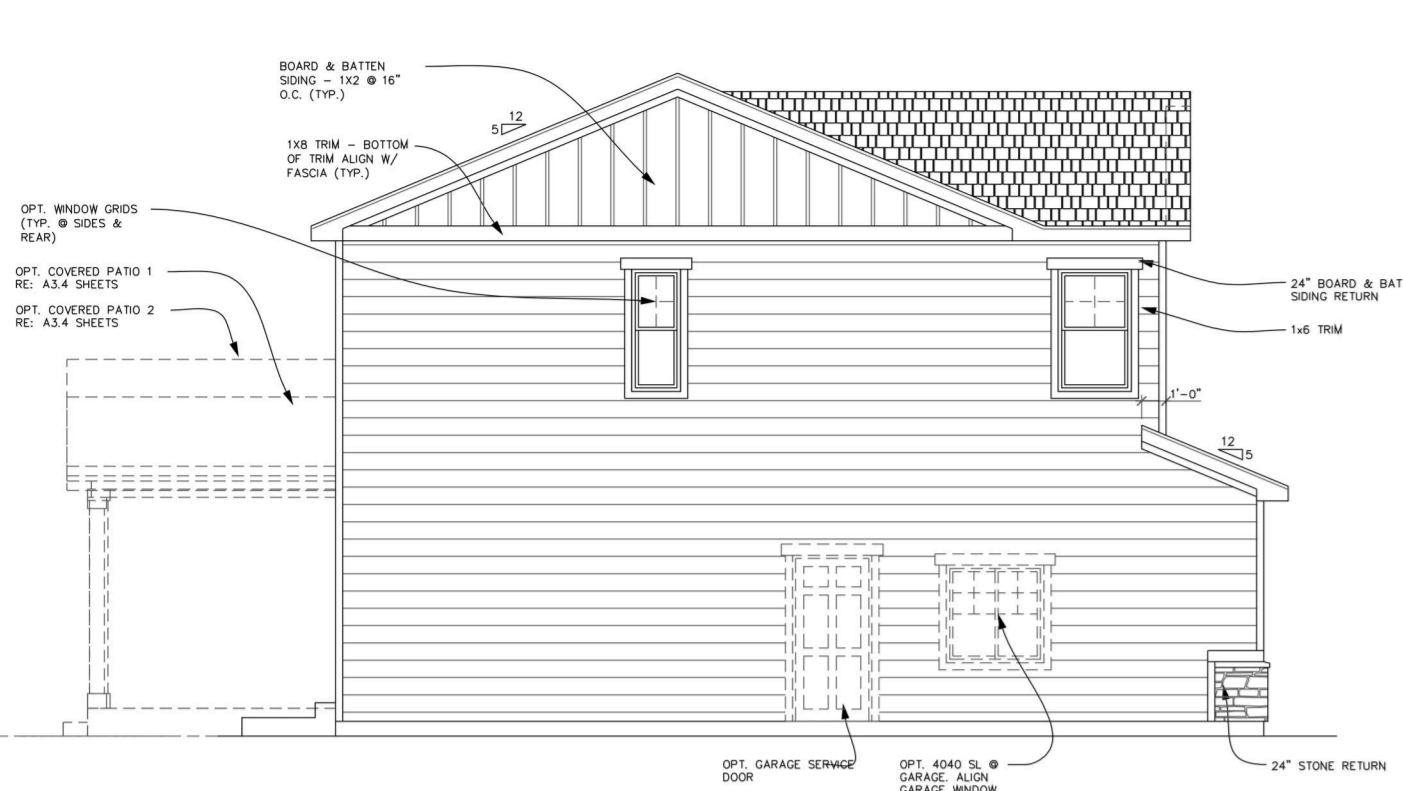 BOARD & BATTEN
SIDING – 1X2 @ 16"
O.C. (TYP.)
12
5
1X8 TRIM – BOTTOM
OF TRIM ALIGN W/
FASCIA (TYP.)
OPT. WINDOW GRIDS
(TYP. @ SIDES &
REAR)
OPT. COVERED PATIO 1
RE: A3.4 SHEETS
OPT. COVERED PATIO 2
RE: A3.4 SHEETS
24" BOARD & BAT
SIDING RETURN
1x6 TRIM
1'-0"
12
5
OPT. GARAGE SERVICE
DOOR
OPT. 4040 SL @
GARAGE. ALIGN
GARAGE WINDOW
24" STONE RETURN